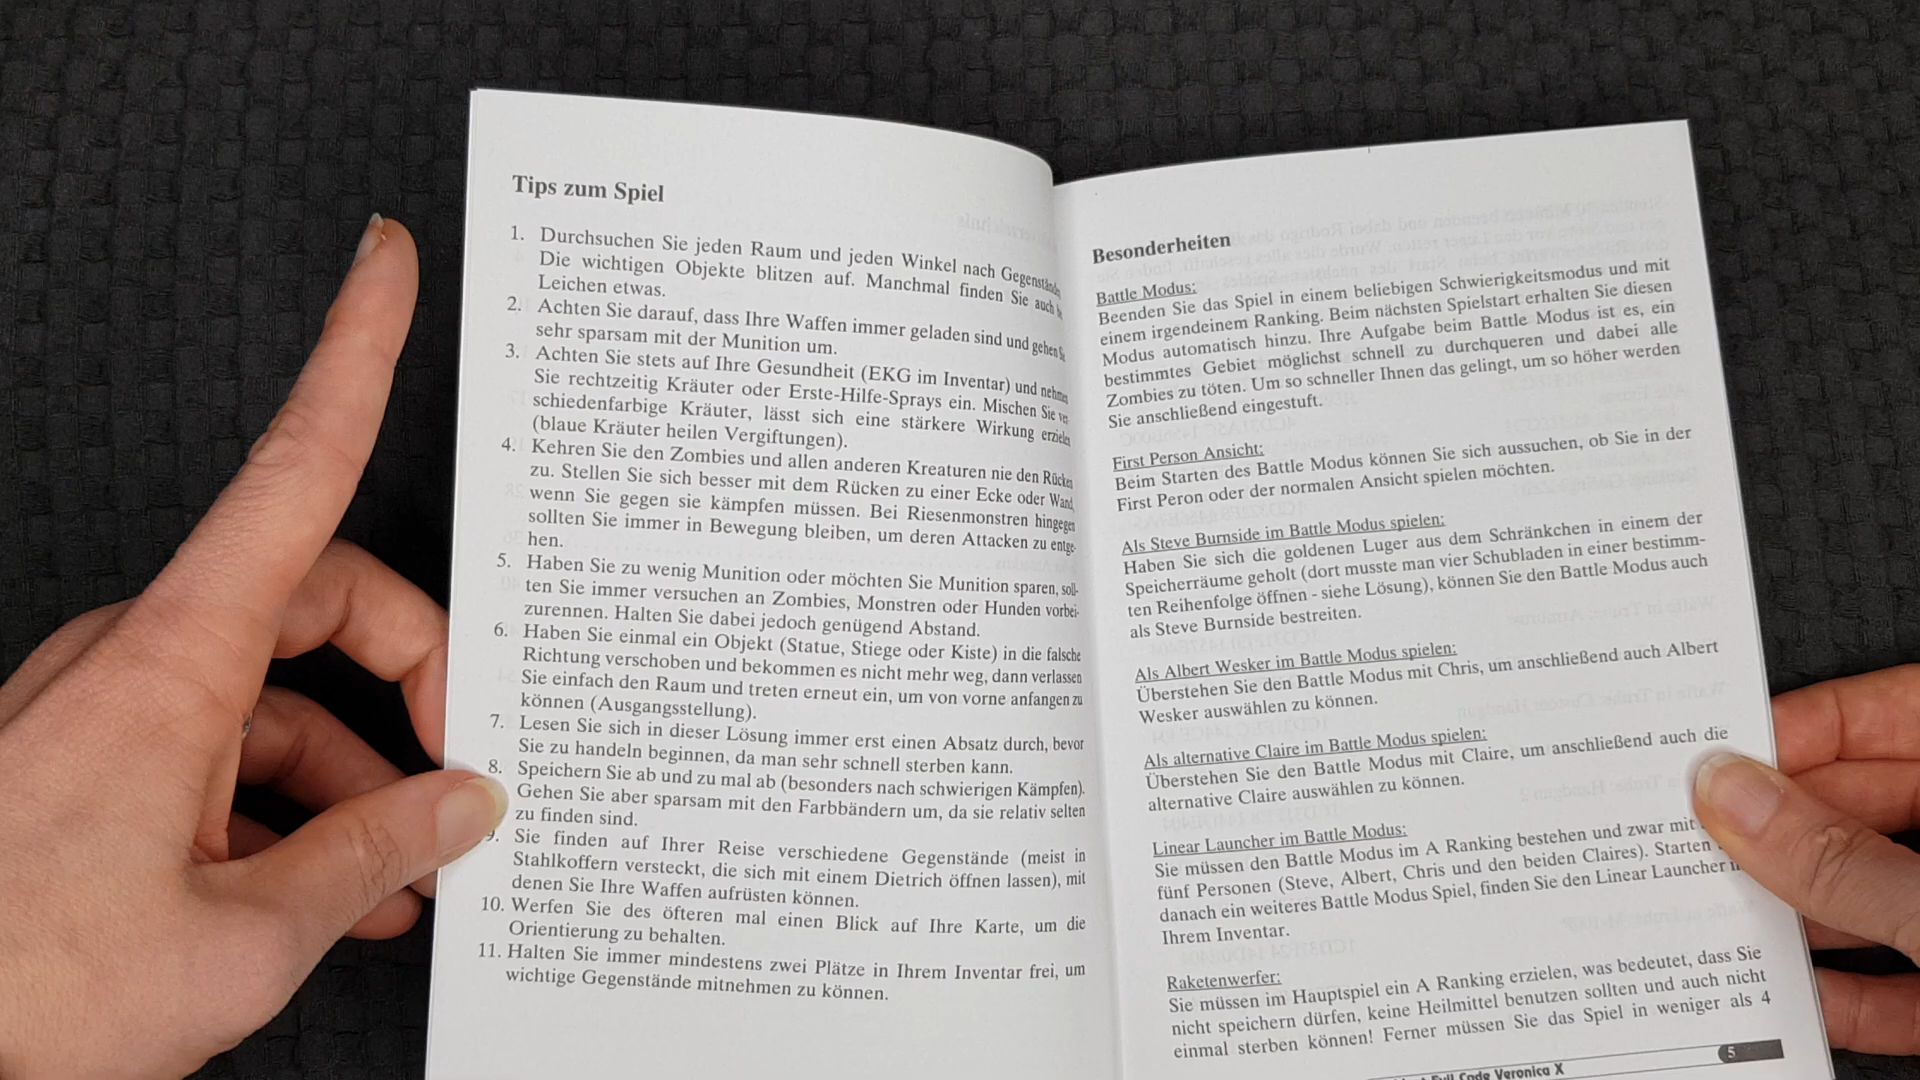 Tips zum Spiel
1. Durchsuchen Sie jeden Raum und jeden Winkel nach Gegenstände
Die wichtigen Objekte blitzen auf. Manchmal finden Sie auch
Leichen etwas.
2. Achten Sie darauf, dass Ihre Waffen immer geladen sind und gehen Sie
sehr sparsam mit der Munition um.
3. Achten Sie stets auf Ihre Gesundheit (EKG im Inventar) und nehmen
Sie rechtzeitig Kräuter oder Erste-Hilfe-Sprays ein. Mischen Sie ver
schiedenfarbige Kräuter, lässt sich eine stärkere Wirkung erzielen
(blaue Kräuter heilen Vergiftungen).
4. Kehren Sie den Zombies und allen anderen Kreaturen nie den Rücken
zu. Stellen Sie sich besser mit dem Rücken zu einer Ecke oder Wand,
wenn Sie gegen sie kämpfen müssen. Bei Riesenmonstren hingegen
sollten Sie immer in Bewegung bleiben, um deren Attacken zu entge-
hen.
5. Haben Sie zu wenig Munition oder möchten Sie Munition sparen, soll-
ten Sie immer versuchen an Zombies, Monstren oder Hunden vorbei-
zurennen. Halten Sie dabei jedoch genügend Abstand.
6. Haben Sie einmal ein Objekt (Statue, Stiege oder Kiste) in die falsche
Richtung verschoben und bekommen es nicht mehr weg, dann verlassen
Sie einfach den Raum und treten erneut ein, um von vorne anfangen zu
können (Ausgangsstellung).
7. Lesen Sie sich in dieser Lösung immer erst einen Absatz durch, bevor
Sie zu handeln beginnen, da man sehr schnell sterben kann.
8. Speichern Sie ab und zu mal ab (besonders nach schwierigen Kämpfen).
Gehen Sie aber sparsam mit den Farbbändern um, da sie relativ selten
zu finden sind.
9. Sie finden auf Ihrer Reise verschiedene Gegenstände (meist in
Stahlkoffern versteckt, die sich mit einem Dietrich öffnen lassen), mit
denen Sie Ihre Waffen aufrüsten können.
10. Werfen Sie des öfteren mal einen Blick auf Ihre Karte, um die
Orientierung zu behalten.
11. Halten Sie immer mindestens zwei Plätze in Ihrem Inventar frei, um
wichtige Gegenstände mitnehmen zu können.
Besonderheiten
Battle Modus:
Beenden Sie das Spiel in einem beliebigen Schwierigkeitsmodus und mit
einem irgendeinem Ranking. Beim nächsten Spielstart erhalten Sie diesen
Modus automatisch hinzu. Ihre Aufgabe beim Battle Modus ist es, ein
bestimmtes Gebiet möglichst schnell zu durchqueren und dabei alle
Zombies zu töten. Um so schneller Ihnen das gelingt, um so höher werden
Sie anschließend eingestuft.
First Person Ansicht:
Beim Starten des Battle Modus können Sie sich aussuchen, ob Sie in der
First Peron oder der normalen Ansicht spielen möchten.
Als Steve Burnside im Battle Modus spielen:
Haben Sie sich die goldenen Luger aus dem Schränkchen in einem der
Speicherräume geholt (dort musste man vier Schubladen in einer bestimm-
ten Reihenfolge öffnen - siehe Lösung), können Sie den Battle Modus auch
als Steve Burnside bestreiten.
Als Albert Wesker im Battle Modus spielen:
Überstehen Sie den Battle Modus mit Chris, um anschließend auch Albert
Wesker auswählen zu können.
Als alternative Claire im Battle Modus spielen:
Überstehen Sie den Battle Modus mit Claire, um anschließend auch die
alternative Claire auswählen zu können.
Linear Launcher im Battle Modus:
Sie müssen den Battle Modus im A Ranking bestehen und zwar mit
fünf Personen (Steve, Albert, Chris und den beiden Claires). Starten
danach ein weiteres Battle Modus Spiel, finden Sie den Linear Launcher
Ihrem Inventar.
Raketenwerfer:
Sie müssen im Hauptspiel ein A Ranking erzielen, was bedeutet, dass Sie
nicht speichern dürfen, keine Heilmittel benutzen sollten und auch nicht
einmal sterben können! Ferner müssen Sie das Spiel in weniger als 4
5
Code Veronica X